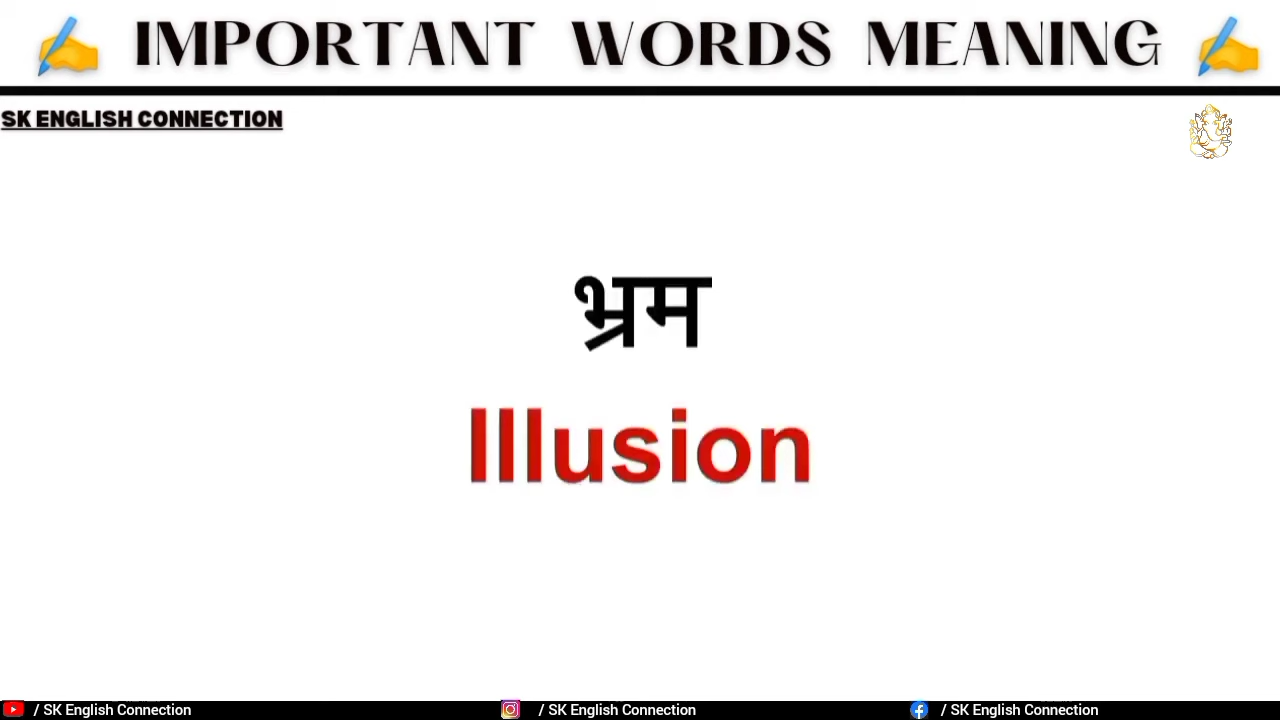 IMPORTANT WORDS MEANING
SK ENGLISH CONNECTION
भ्रम
Illusion
/ SK English Connection
/ SK English Connection
/ SK English Connection